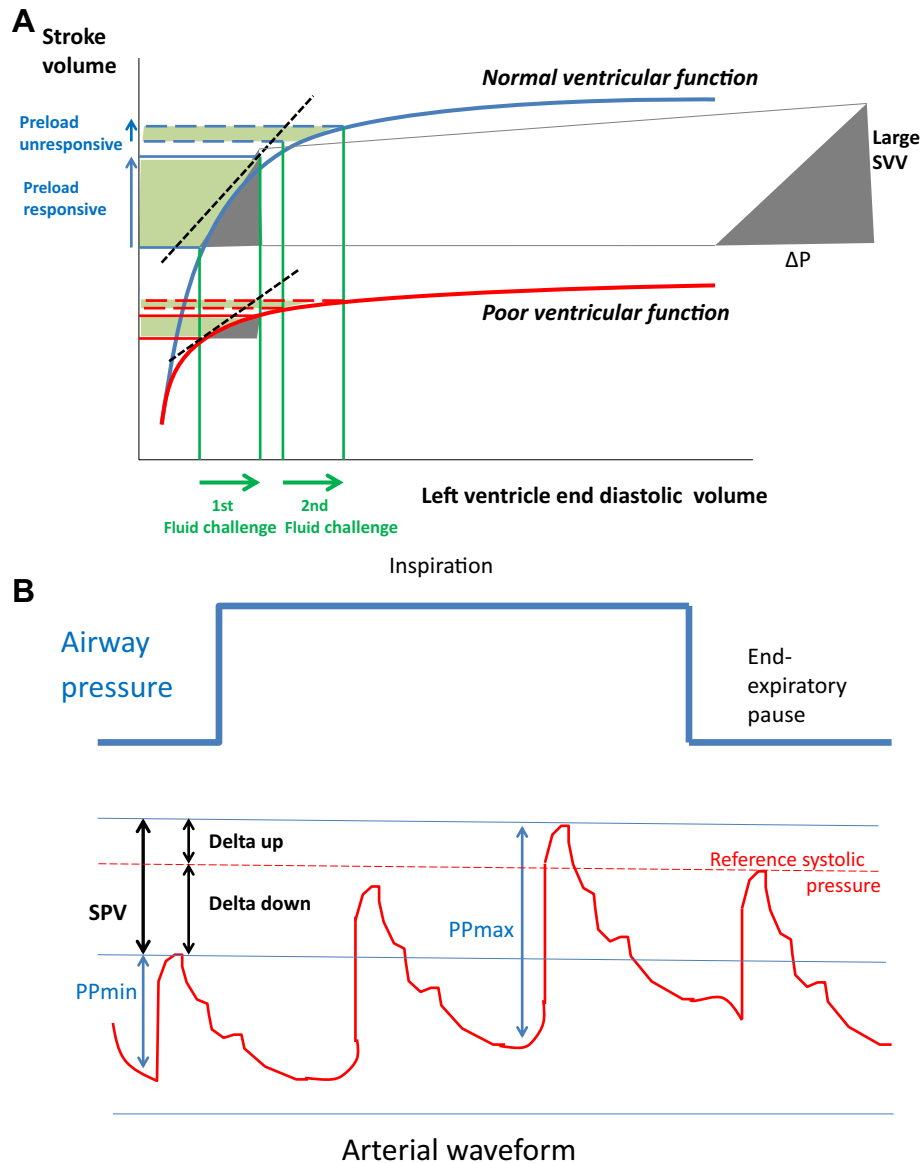 A
Stroke
volume
Normal ventricular function
Preload
unresponsive
Preload
responsive
Large
SVV
ΔP
Poor ventricular function
Left ventricle end diastolic volume
1st
Fluid challenge
2nd
Fluid challenge
Inspiration
B
Airway
pressure
End-
expiratory
pause
Delta up
Reference systolic
pressure
Delta down
SPV
PPmax
PPmin
Arterial waveform